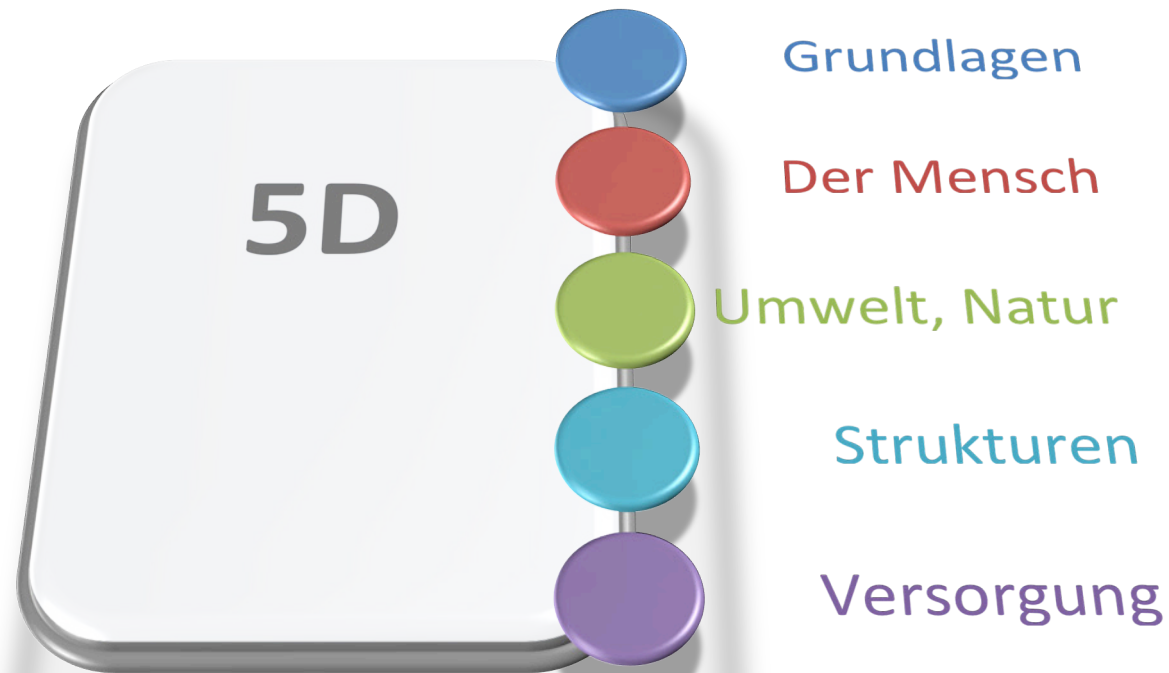 5D
Grundlagen
Der Mensch
Umwelt, Natur
Strukturen
Versorgung